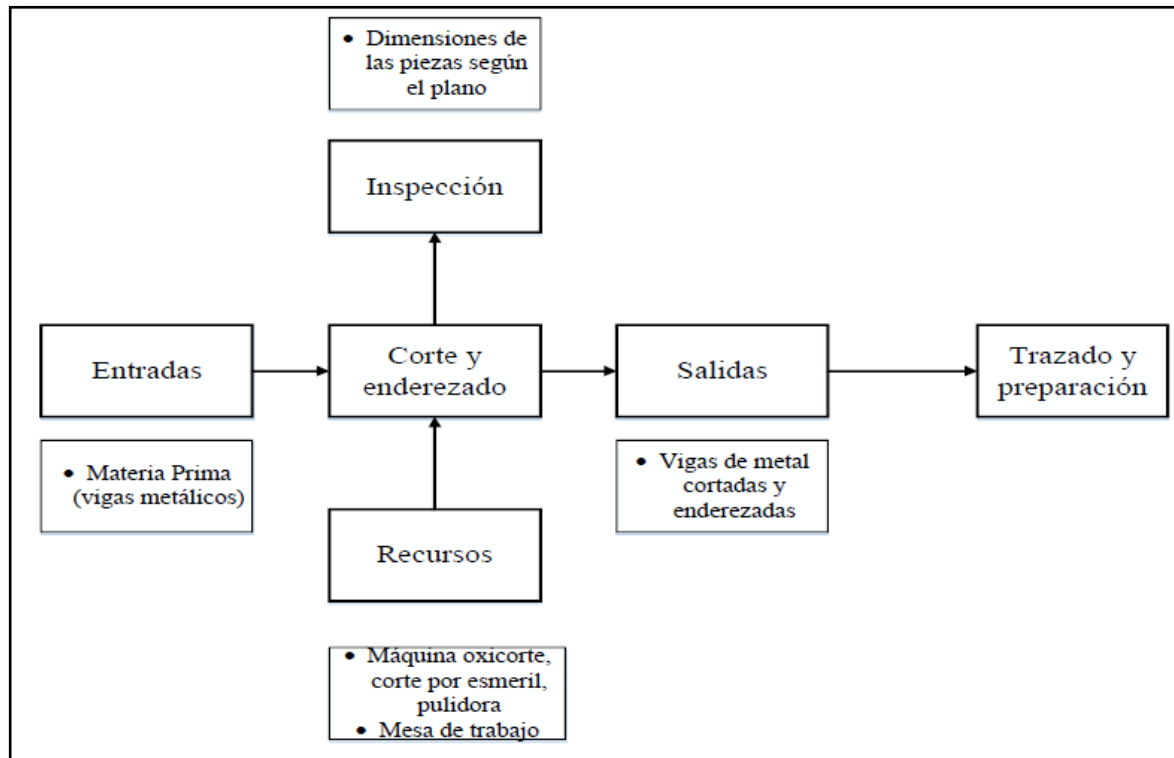 • Dimensiones de
las piezas según
el plano
Inspección
Entradas
Corte y
enderezado
Salidas
Trazado y
preparación
• Materia Prima
(vigas metálicos)
• Vigas de metal
cortadas y
enderezadas
Recursos
• Máquina oxicorte,
corte por esmeril,
pulidora
• Mesa de trabajo